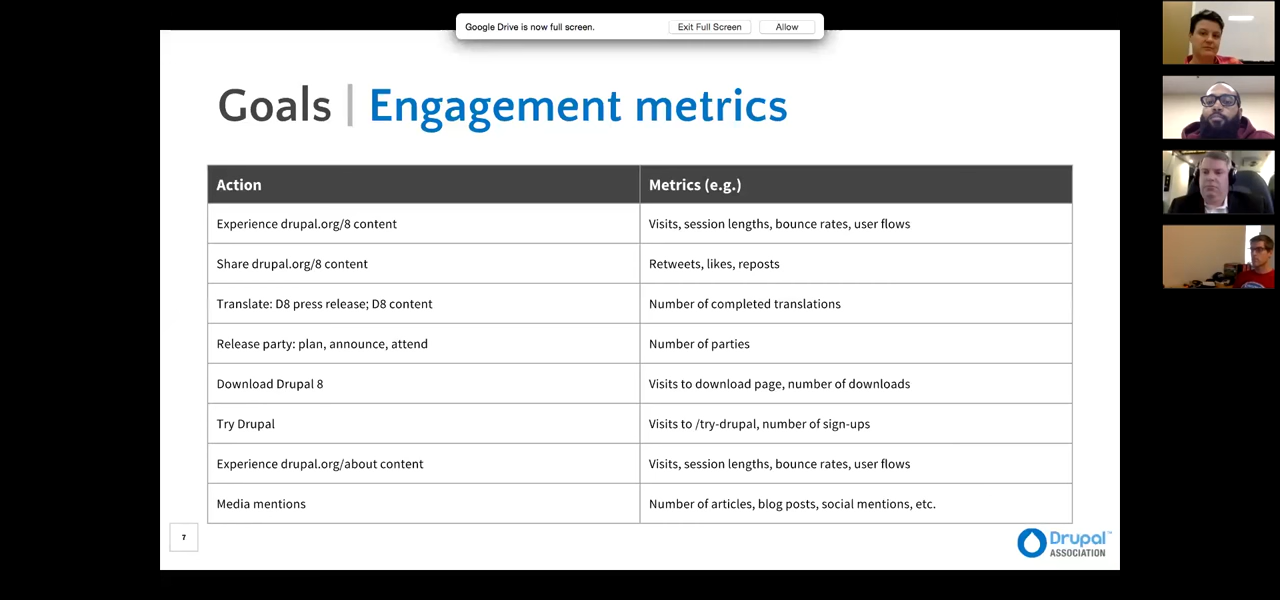 Google Drive is now full screen. Exit Full Screen Allow
Goals | Engagement metrics
Action Metrics (e.g.)
Experience drupal.org/8 content Visits, session lengths, bounce rates, user flows
Share drupal.org/8 content Retweets, likes, reposts
Translate: D8 press release; D8 content Number of completed translations
Release party: plan, announce, attend Number of parties
Download Drupal 8 Visits to download page, number of downloads
Try Drupal Visits to /try-drupal, number of sign-ups
Experience drupal.org/about content Visits, session lengths, bounce rates, user flows
Media mentions Number of articles, blog posts, social mentions, etc.
7
Drupal™
ASSOCIATION